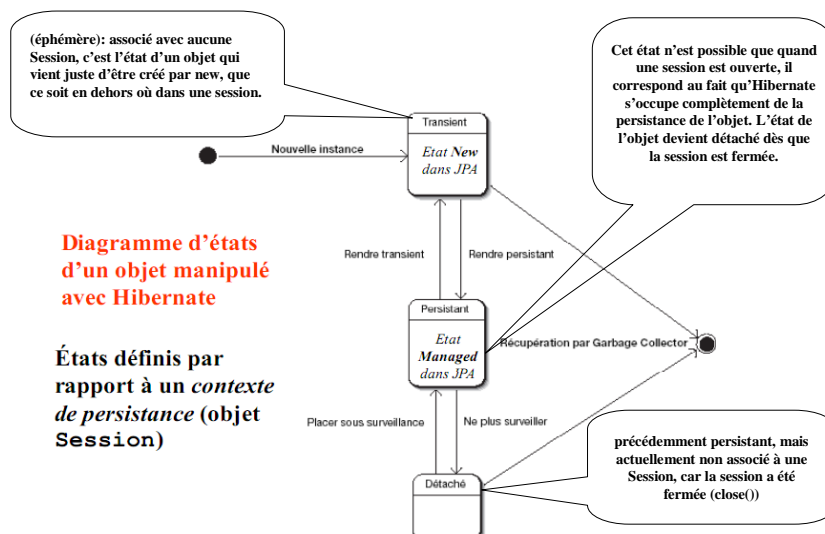 (éphémère): associé avec aucune
Session, c'est l'état d'un objet qui
vient juste d'être créé par new, que
ce soit en dehors où dans une session.
Cet état n'est possible que quand
une session est ouverte, il
correspond au fait qu'Hibernate
s'occupe complètement de la
persistance de l'objet. L'état de
l'objet devient détaché dès que
la session est fermée.
Transient
Etat New
dans JPA
Nouvelle instance
Diagramme d'états
d'un objet manipulé
avec Hibernate
Rendre transient
Rendre persistant
Persistant
Etat
Managed
dans JPA
Récupération par Garbage Collector
États définis par
rapport à un contexte
de persistance (objet
Session)
Placer sous surveillance
Ne plus surveiller
Détaché
précédemment persistant, mais
actuellement non associé à une
Session, car la session a été
fermée (close())